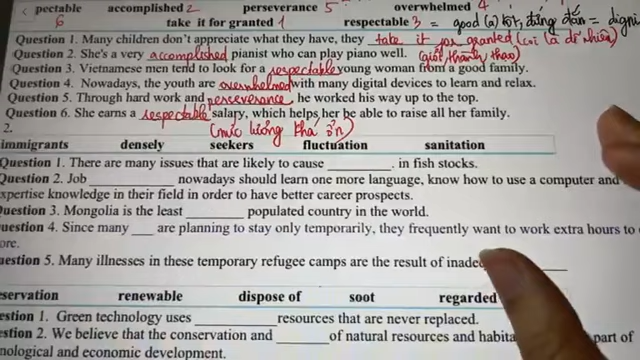 pectable accomplished 2 perseverance 5 overwhelmed 4
6 take it for granted 1 respectable 3 = good (a) tốt, đứng đắn = digni
Question 1. Many children don't appreciate what they have, they take it for granted (coi là dĩ nhiên)
Question 2. She's a very accomplished pianist who can play piano well. (giỏi, thành thạo)
Question 3. Vietnamese men tend to look for a respectable young woman from a good family.
Question 4. Nowadays, the youth are overwhelmed with many digital devices to learn and relax.
Question 5. Through hard work and perseverance, he worked his way up to the top.
Question 6. She earns a respectable salary, which helps her be able to raise all her family.
2. (mức lương khá ổn)
immigrants densely seekers fluctuation sanitation
Question 1. There are many issues that are likely to cause ________. in fish stocks.
Question 2. Job ________ nowadays should learn one more language, know how to use a computer and
xpertise knowledge in their field in order to have better career prospects.
uestion 3. Mongolia is the least ________ populated country in the world.
uestion 4. Since many ___ are planning to stay only temporarily, they frequently want to work extra hours to
ore.
uestion 5. Many illnesses in these temporary refugee camps are the result of ________
servation renewable dispose of soot regarded
estion 1. Green technology uses ________ resources that are never replaced.
estion 2. We believe that the conservation and ________ of natural resources and part of
nological and economic development.